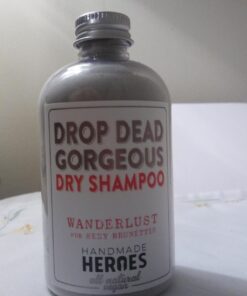 DROP DEAD
GORGEOUS
DRY SHAMPOO
WANDERLUST
FOR SEXY BRUNETTES
HANDMADE
HEROES
all natural
vegan